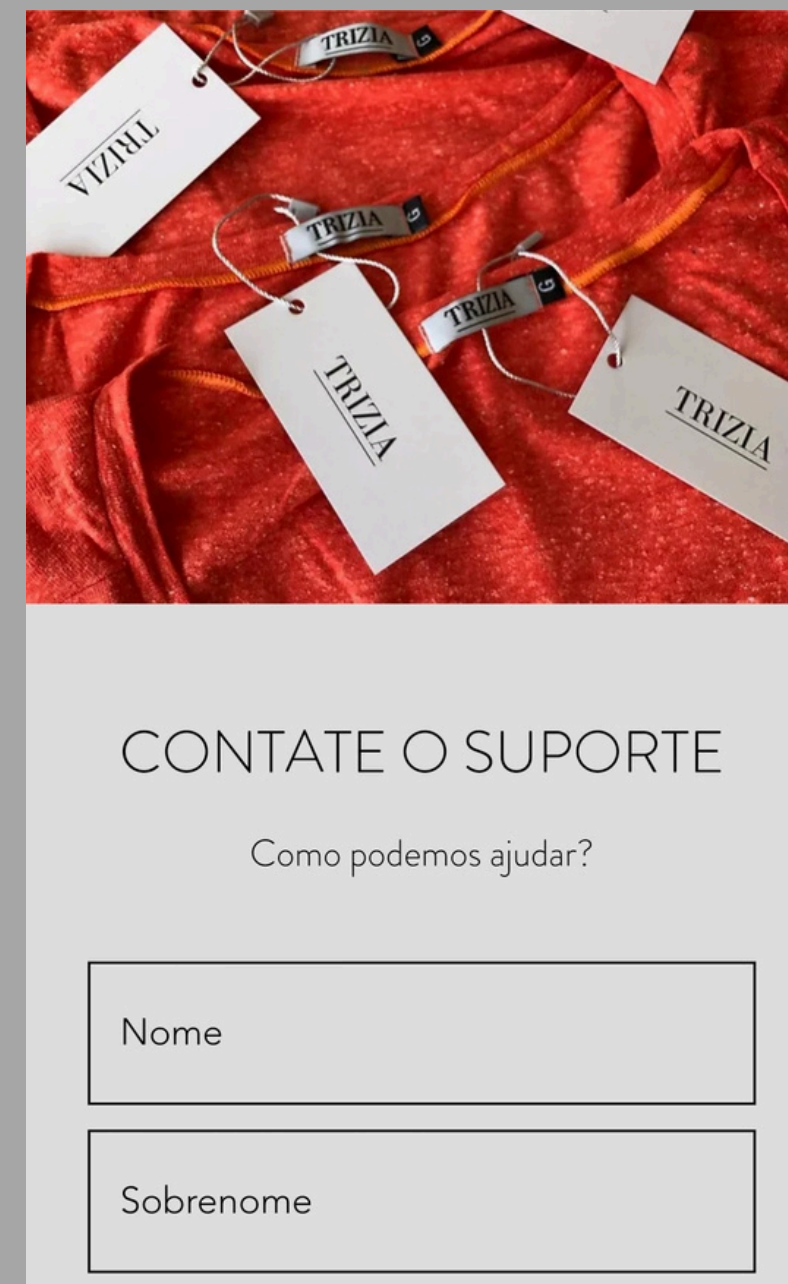 TRIZIA G
TRIZIA
TRIZIA G
TRIZIA G
TRIZIA
TRIZIA
CONTATE O SUPORTE
Como podemos ajudar?
Nome
Sobrenome